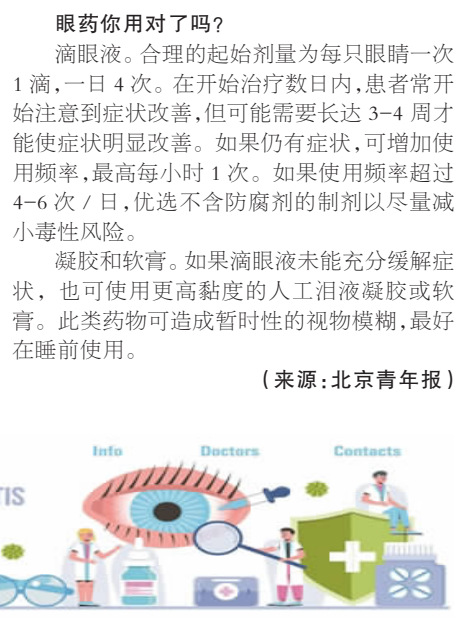 眼药你用对了吗?
滴眼液。合理的起始剂量为每只眼睛一次
1滴,一日4次。在开始治疗数日内,患者常开
始注意到症状改善,但可能需要长达3-4周才
能使症状明显改善。如果仍有症状,可增加使
用频率,最高每小时1次。如果使用频率超过
4-6次/日,优选不含防腐剂的制剂以尽量减
小毒性风险。
凝胶和软膏。如果滴眼液未能充分缓解症
状,也可使用更高黏度的人工泪液凝胶或软
膏。此类药物可造成暂时性的视物模糊,最好
在睡前使用。
(来源:北京青年报)
Info Doctors Contacts
TIS